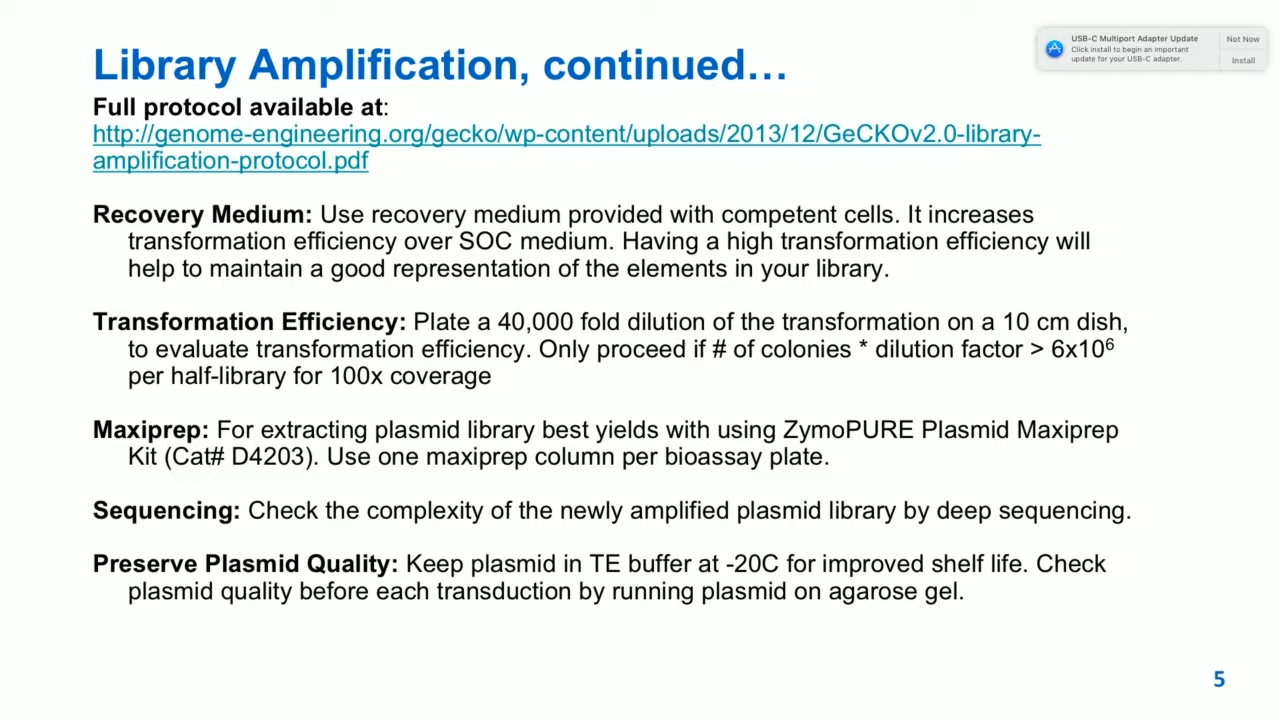 Library Amplification, continued…
USB-C Multiport Adapter Update
Click install to begin an important
update for your USB-C adapter.
Not Now
Install
Full protocol available at:
http://genome-engineering.org/gecko/wp-content/uploads/2013/12/GeCKOv2.0-library-
amplification-protocol.pdf
Recovery Medium: Use recovery medium provided with competent cells. It increases
transformation efficiency over SOC medium. Having a high transformation efficiency will
help to maintain a good representation of the elements in your library.
Transformation Efficiency: Plate a 40,000 fold dilution of the transformation on a 10 cm dish,
to evaluate transformation efficiency. Only proceed if # of colonies * dilution factor > 6x10⁶
per half-library for 100x coverage
Maxiprep: For extracting plasmid library best yields with using ZymoPURE Plasmid Maxiprep
Kit (Cat# D4203). Use one maxiprep column per bioassay plate.
Sequencing: Check the complexity of the newly amplified plasmid library by deep sequencing.
Preserve Plasmid Quality: Keep plasmid in TE buffer at -20C for improved shelf life. Check
plasmid quality before each transduction by running plasmid on agarose gel.
5